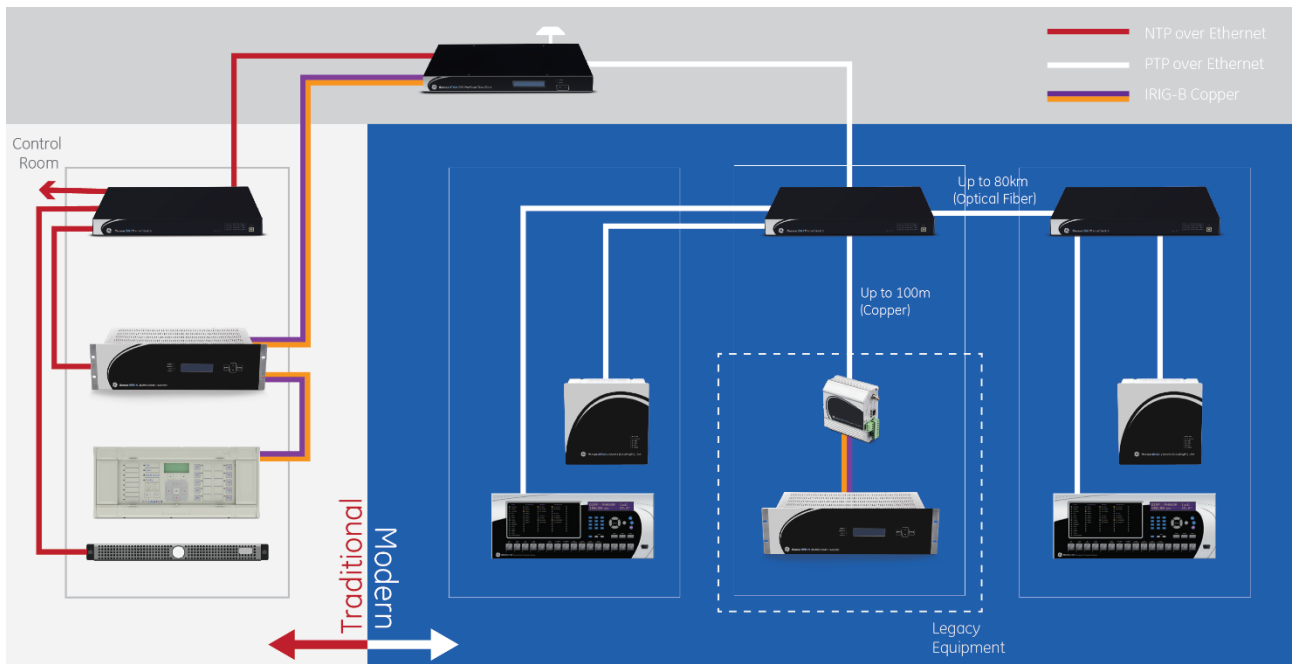 NTP over Ethernet
PTP over Ethernet
IRIG-B Copper
Control
Room
Up to 80km
(Optical Fiber)
Up to 100m
(Copper)
Traditional
Modern
Legacy
Equipment